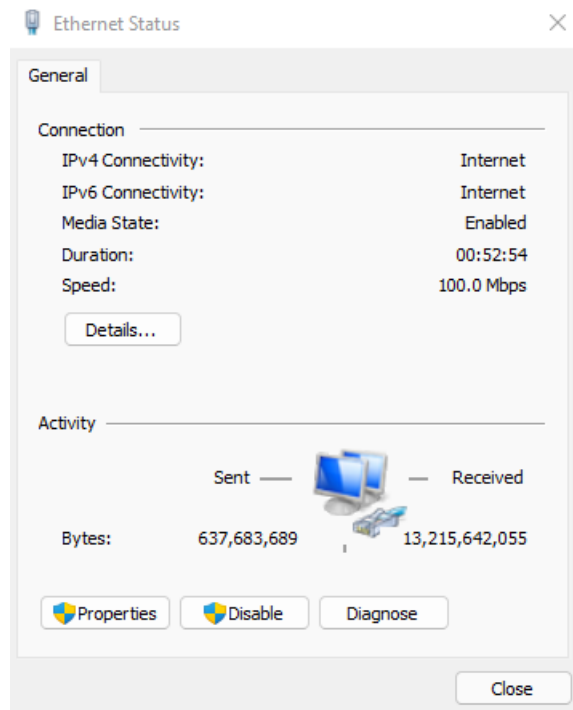 Ethernet Status
General
Connection
IPv4 Connectivity: Internet
IPv6 Connectivity: Internet
Media State: Enabled
Duration: 00:52:54
Speed: 100.0 Mbps
Details...
Activity
Sent Received
Bytes: 637,683,689 13,215,642,055
Properties Disable Diagnose
Close